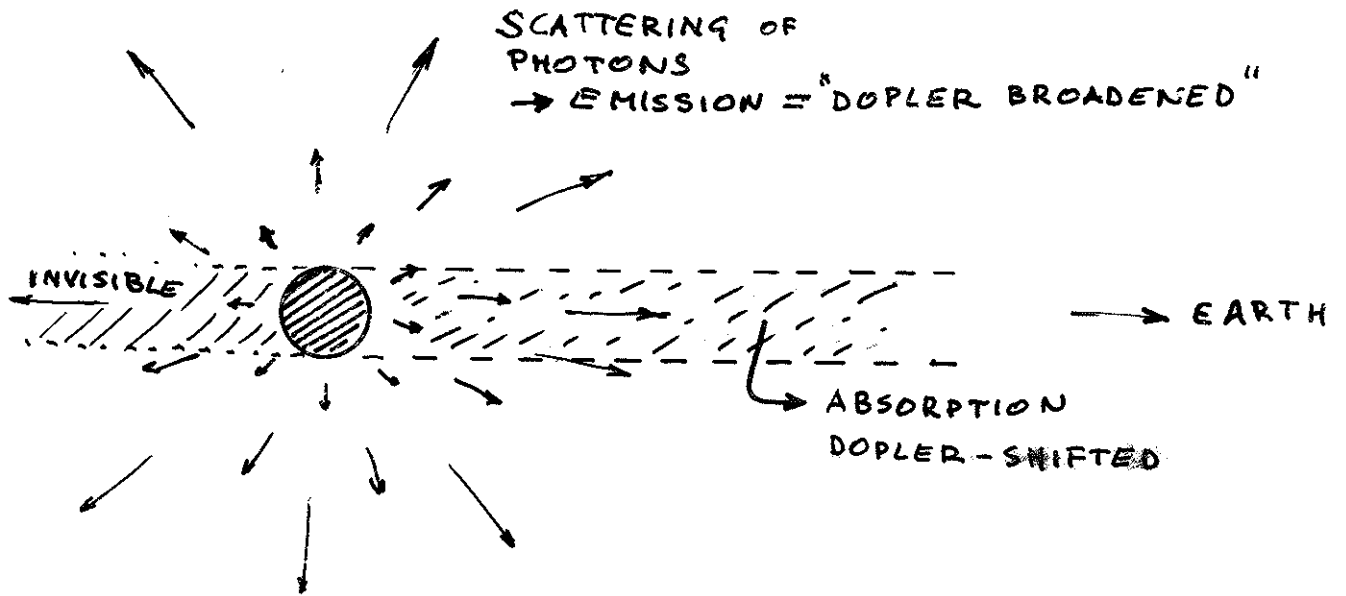 SCATTERING OF
PHOTONS
→ EMISSION = "DOPLER BROADENED"
INVISIBLE
→ EARTH
ABSORPTION
DOPLER-SHIFTED